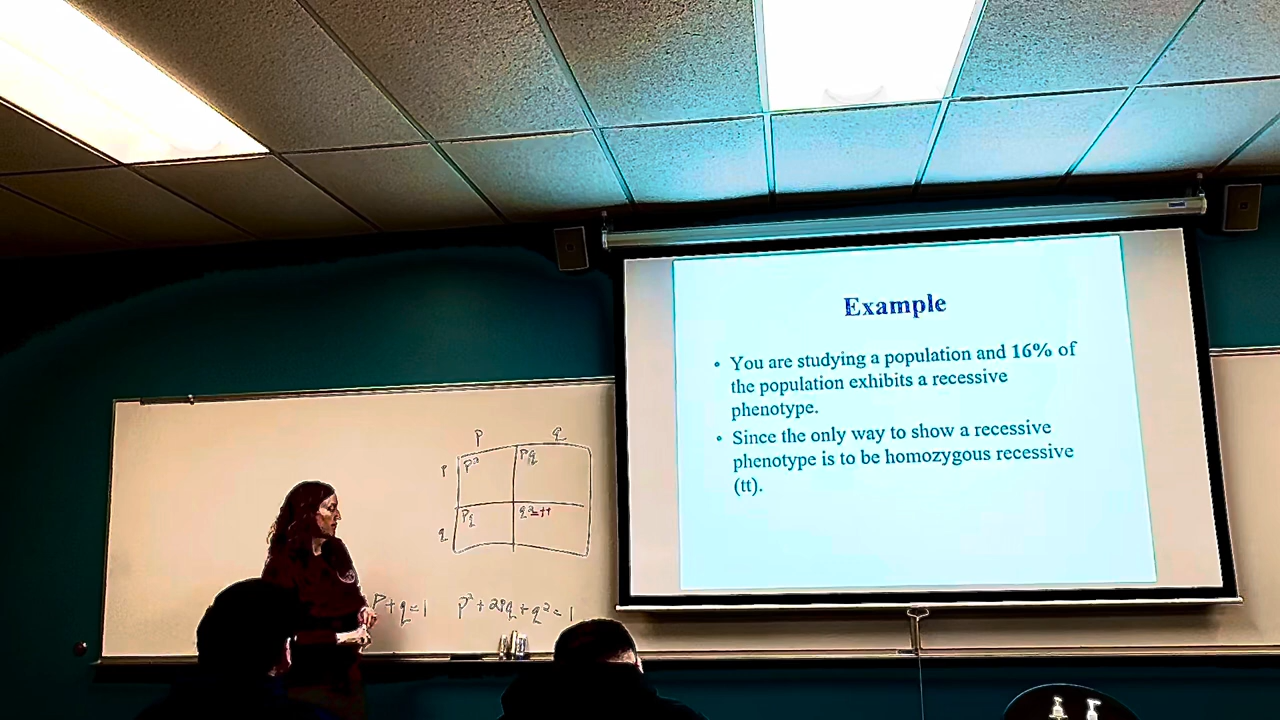 Example
• You are studying a population and 16% of
the population exhibits a recessive
phenotype.
• Since the only way to show a recessive
phenotype is to be homozygous recessive
(tt).
p q
p p² pq
q pq q²=tt
p+q=1 p²+2pq+q²=1